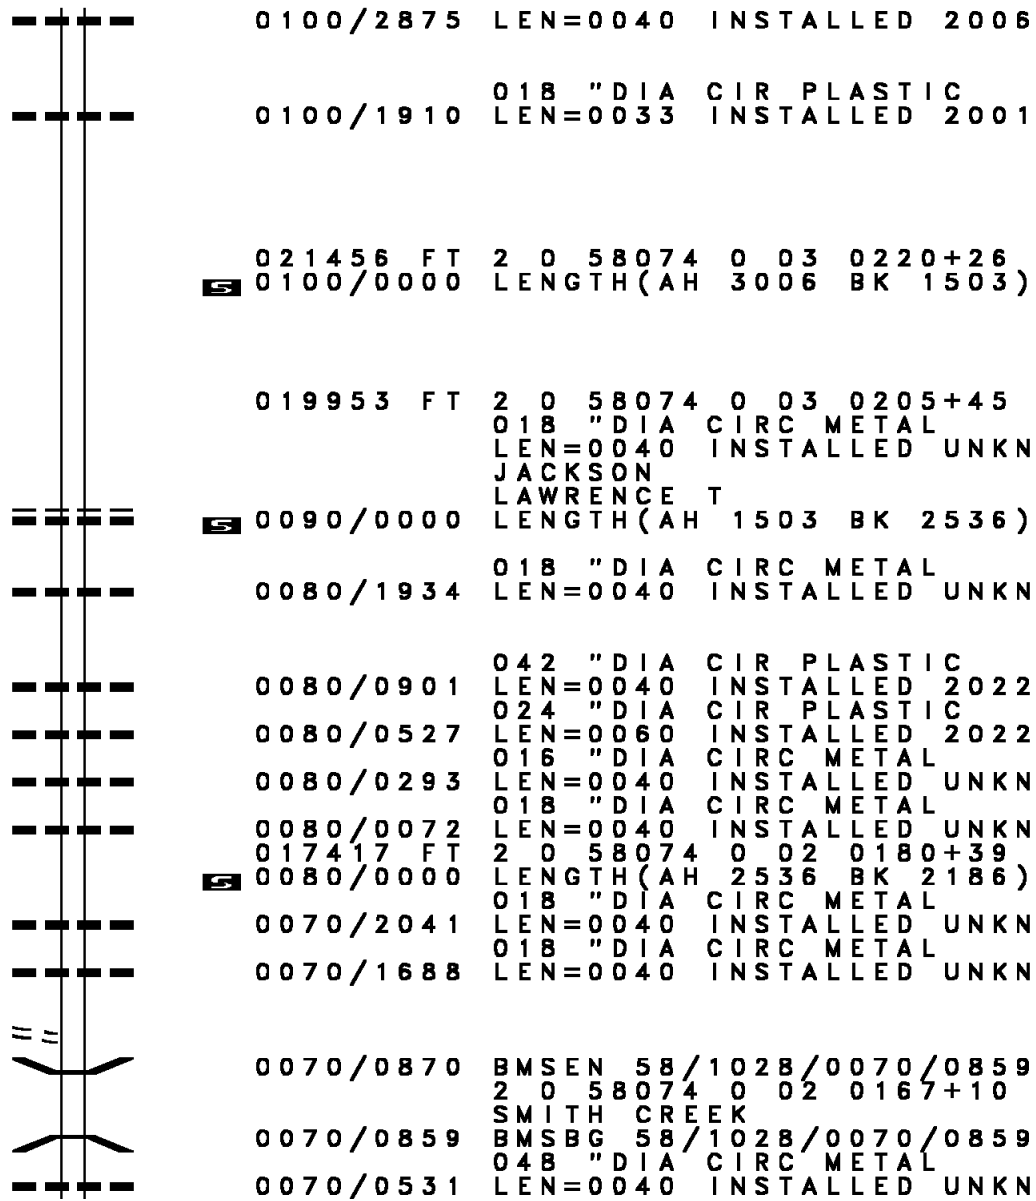 0100/2875 LEN=0040 INSTALLED 2006
018 "DIA CIR PLASTIC
0100/1910 LEN=0033 INSTALLED 2001
021456 FT 2 0 58074 0 03 0220+26
S 0100/0000 LENGTH(AH 3006 BK 1503)
019953 FT 2 0 58074 0 03 0205+45
018 "DIA CIRC METAL
LEN=0040 INSTALLED UNKN
JACKSON
LAWRENCE T
S 0090/0000 LENGTH(AH 1503 BK 2536)
018 "DIA CIRC METAL
0080/1934 LEN=0040 INSTALLED UNKN
042 "DIA CIR PLASTIC
0080/0901 LEN=0040 INSTALLED 2022
024 "DIA CIR PLASTIC
0080/0527 LEN=0060 INSTALLED 2022
016 "DIA CIRC METAL
0080/0293 LEN=0040 INSTALLED UNKN
018 "DIA CIRC METAL
0080/0072 LEN=0040 INSTALLED UNKN
017417 FT 2 0 58074 0 02 0180+39
S 0080/0000 LENGTH(AH 2536 BK 2186)
018 "DIA CIRC METAL
0070/2041 LEN=0040 INSTALLED UNKN
018 "DIA CIRC METAL
0070/1688 LEN=0040 INSTALLED UNKN
0070/0870 BMSEN 58/1028/0070/0859
2 0 58074 0 02 0167+10
SMITH CREEK
0070/0859 BMSBG 58/1028/0070/0859
048 "DIA CIRC METAL
0070/0531 LEN=0040 INSTALLED UNKN